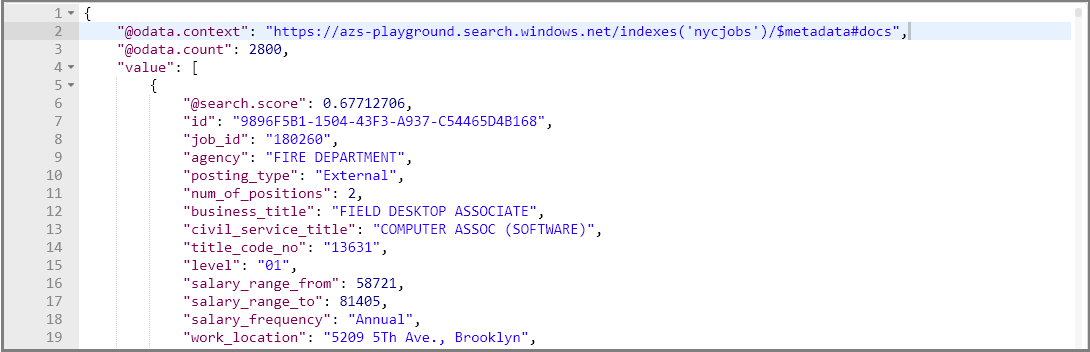 1 {
2 "@odata.context": "https://azs-playground.search.windows.net/indexes('nycjobs')/$metadata#docs",
3 "@odata.count": 2800,
4 "value": [
5 {
6 "@search.score": 0.67712706,
7 "id": "9896F5B1-1504-43F3-A937-C54465D4B168",
8 "job_id": "180260",
9 "agency": "FIRE DEPARTMENT",
10 "posting_type": "External",
11 "num_of_positions": 2,
12 "business_title": "FIELD DESKTOP ASSOCIATE",
13 "civil_service_title": "COMPUTER ASSOC (SOFTWARE)",
14 "title_code_no": "13631",
15 "level": "01",
16 "salary_range_from": 58721,
17 "salary_range_to": 81405,
18 "salary_frequency": "Annual",
19 "work_location": "5209 5Th Ave., Brooklyn",